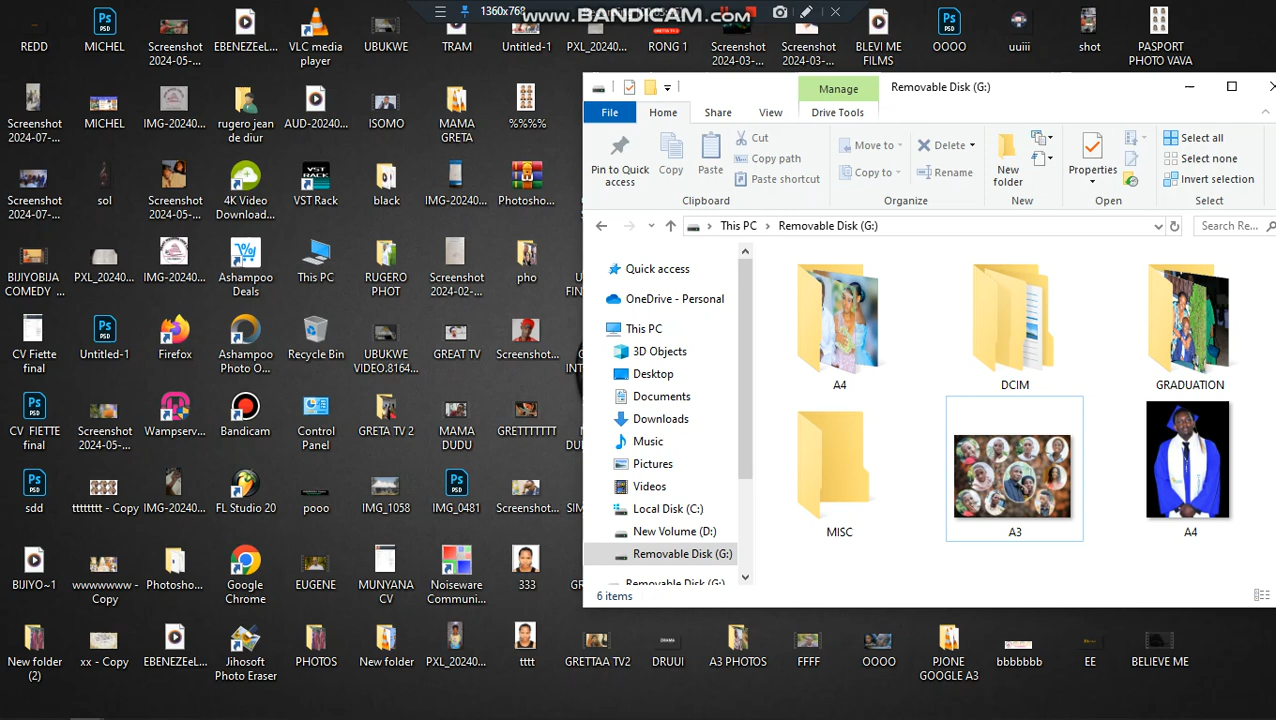 1360x768
www.BANDICAM.com
REDD
MICHEL
Screenshot 2024-05-...
EBENEZEeL...
VLC media player
UBUKWE
TRAM
Untitled-1
PXL_20240...
RONG 1
Screenshot 2024-03-...
Screenshot 2024-03-...
BLEVI ME FILMS
OOOO
uuiii
shot
PASPORT PHOTO VAVA
Screenshot 2024-07-...
MICHEL
IMG-20240...
rugero jean de diur
AUD-20240...
ISOMO
MAMA GRETA
%%%%
Screenshot 2024-07-...
sol
Screenshot 2024-05-...
4K Video Download...
VST Rack
black
IMG-20240...
Photosho...
BIJIYOBIJA COMEDY ...
PXL_20240...
IMG-20240...
Ashampoo Deals
This PC
RUGERO PHOT
Screenshot 2024-02-...
pho
CV Fiette final
Untitled-1
Firefox
Ashampoo Photo O...
Recycle Bin
UBUKWE VIDEO.8164...
GREAT TV
Screenshot...
CV FIETTE final
Screenshot 2024-05-...
Wampserv...
Bandicam
Control Panel
GRETA TV 2
MAMA DUDU
GRETTTTTT
sdd
tttttttt - Copy
IMG-20240...
FL Studio 20
pooo
IMG_1058
IMG_0481
Screenshot...
BIJIYO~1
wwwwwww - Copy
Photosho...
Google Chrome
EUGENE
MUNYANA CV
Noiseware Communi...
333
New folder (2)
xx - Copy
EBENEZEeL...
Jihosoft Photo Eraser
PHOTOS
New folder
PXL_20240...
tttt
GRETTAA TV2
DRUUI
A3 PHOTOS
FFFF
OOOO
PJONE GOOGLE A3
bbbbbbb
EE
BELIEVE ME
Manage
Removable Disk (G:)
File
Home
Share
View
Drive Tools
Pin to Quick access
Copy
Paste
Cut
Copy path
Paste shortcut
Move to
Copy to
Delete
Rename
New folder
Properties
Select all
Select none
Invert selection
Clipboard
Organize
New
Open
Select
This PC
Removable Disk (G:)
Search Re...
Quick access
OneDrive - Personal
This PC
3D Objects
Desktop
Documents
Downloads
Music
Pictures
Videos
Local Disk (C:)
New Volume (D:)
Removable Disk (G:)
Removable Disk (G:)
A4
DCIM
GRADUATION
MISC
A3
A4
6 items